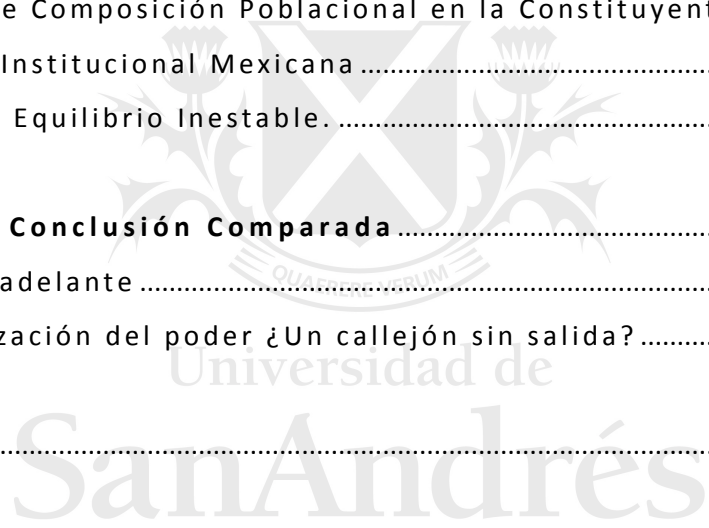 e Composición Poblacional en la Constituyent
Institucional Mexicana
Equilibrio Inestable.
Conclusión Comparada
adelante
QUAERERE VERUM
zación del poder ¿Un callejón sin salida?
Universidad de
SanAndrés